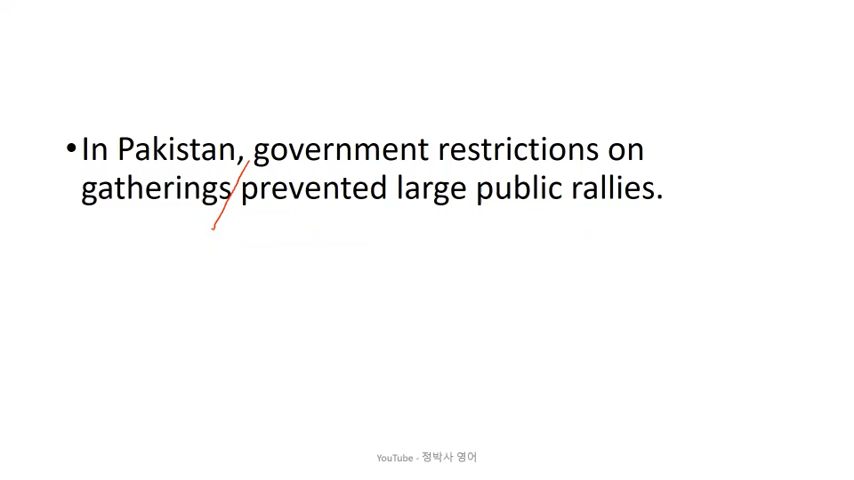 •In Pakistan, government restrictions on
gatherings prevented large public rallies.
YouTube - 정박사 영어